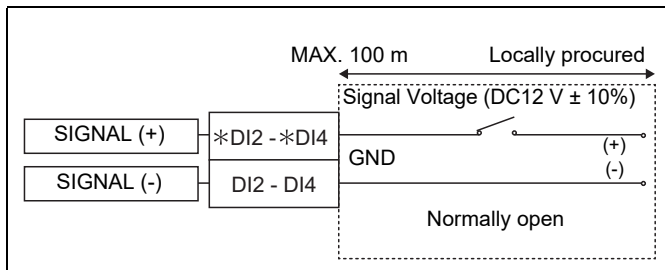 MAX. 100 m Locally procured
Signal Voltage (DC12 V ± 10%)
SIGNAL (+) ＊DI2 - ＊DI4 (+)
GND
SIGNAL (-) DI2 - DI4 (-)
Normally open